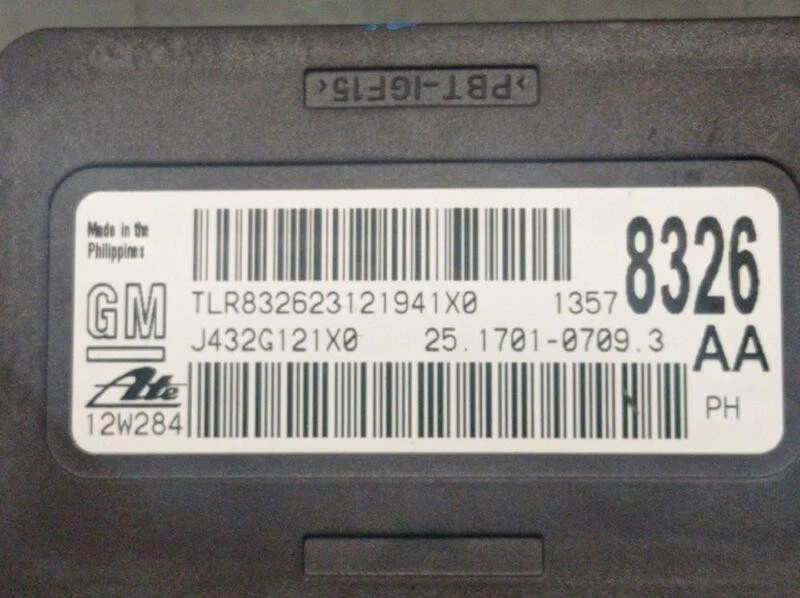 >PBT-IGF15<
Made in the
Philippines
8326
TLR832623121941X0 1357
GM
J432G121X0 25.1701-0709.3
AA
Ate
12W284
PH